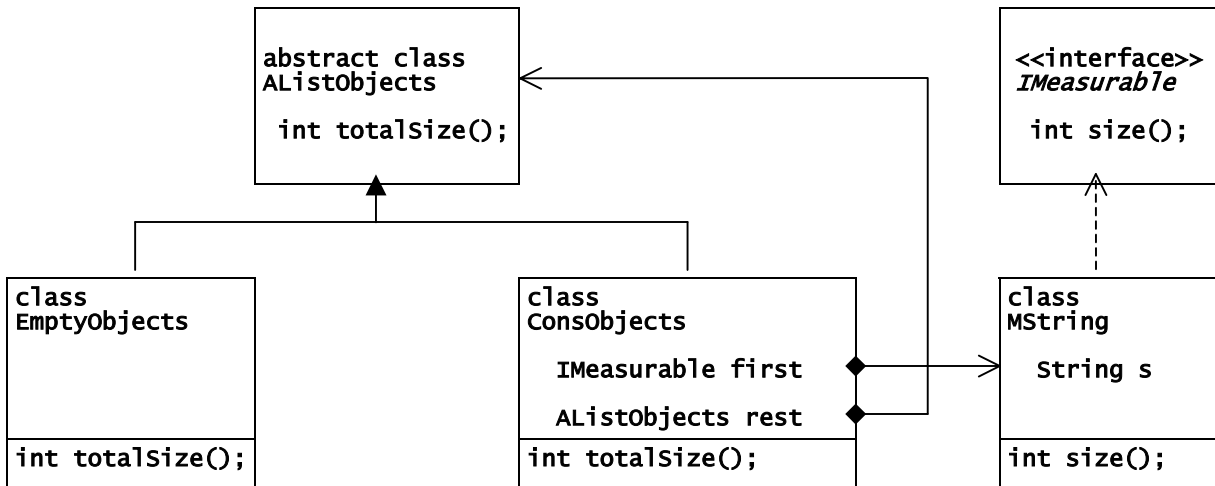 abstract class
AListObjects
int totalSize();
<<interface>>
IMeasurable
int size();
class
EmptyObjects
int totalSize();
class
ConsObjects
IMeasurable first
AListObjects rest
int totalSize();
class
MString
String s
int size();